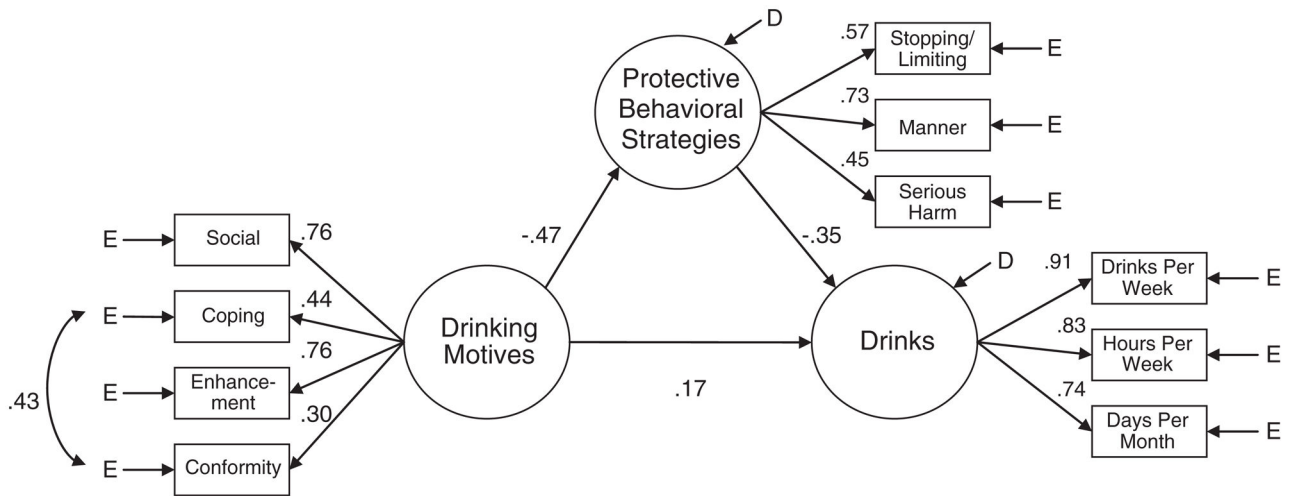 D
.57
Stopping/
Limiting
E
Protective
Behavioral
Strategies
.73
Manner
E
.45
Serious
Harm
E
E
Social
.76
-.47
-.35
D
.91
Drinks Per
Week
E
E
Coping
.44
Drinking
Motives
Drinks
.83
Hours Per
Week
E
.76
E
Enhance-
ment
.43
.17
.74
Days Per
Month
E
.30
E
Conformity